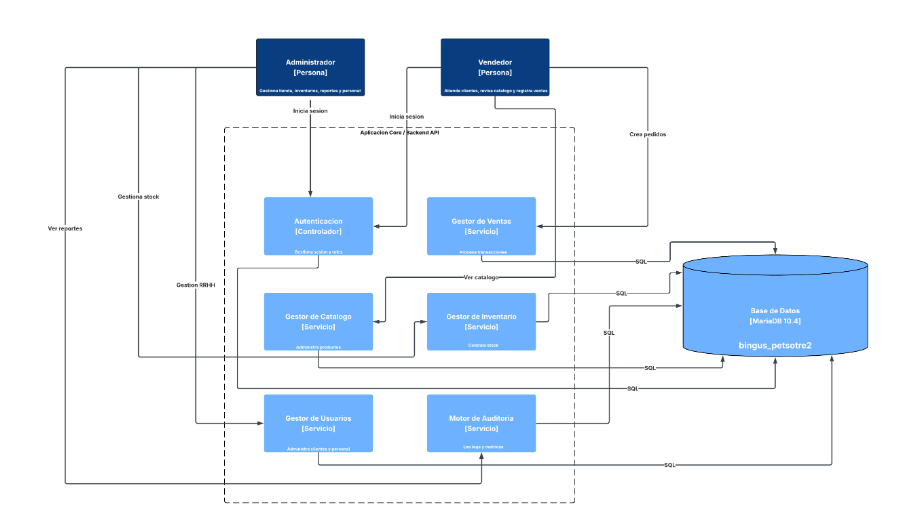 Administrador
[Persona]
Gestiona tienda, inventarios, reportes y personal
Vendedor
[Persona]
Atiende clientes, revisa catalogo y registra ventas
Inicia sesion
Inicia sesion
Aplicacion Core / Backend API
Crea pedidos
Gestiona stock
Ver reportes
Gestion RRHH
Autenticacion
[Controlador]
Gestiona sesion y roles
Gestor de Ventas
[Servicio]
Procesa transacciones
SQL
Ver catalogo
SQL
Gestor de Catalogo
[Servicio]
Administra productos
Gestor de Inventario
[Servicio]
Controla stock
Base de Datos
[MariaDB 10.4]
bingus_petsotre2
SQL
SQL
SQL
Gestor de Usuarios
[Servicio]
Administra clientes y personal
Motor de Auditoria
[Servicio]
Lee logs y metricas
SQL